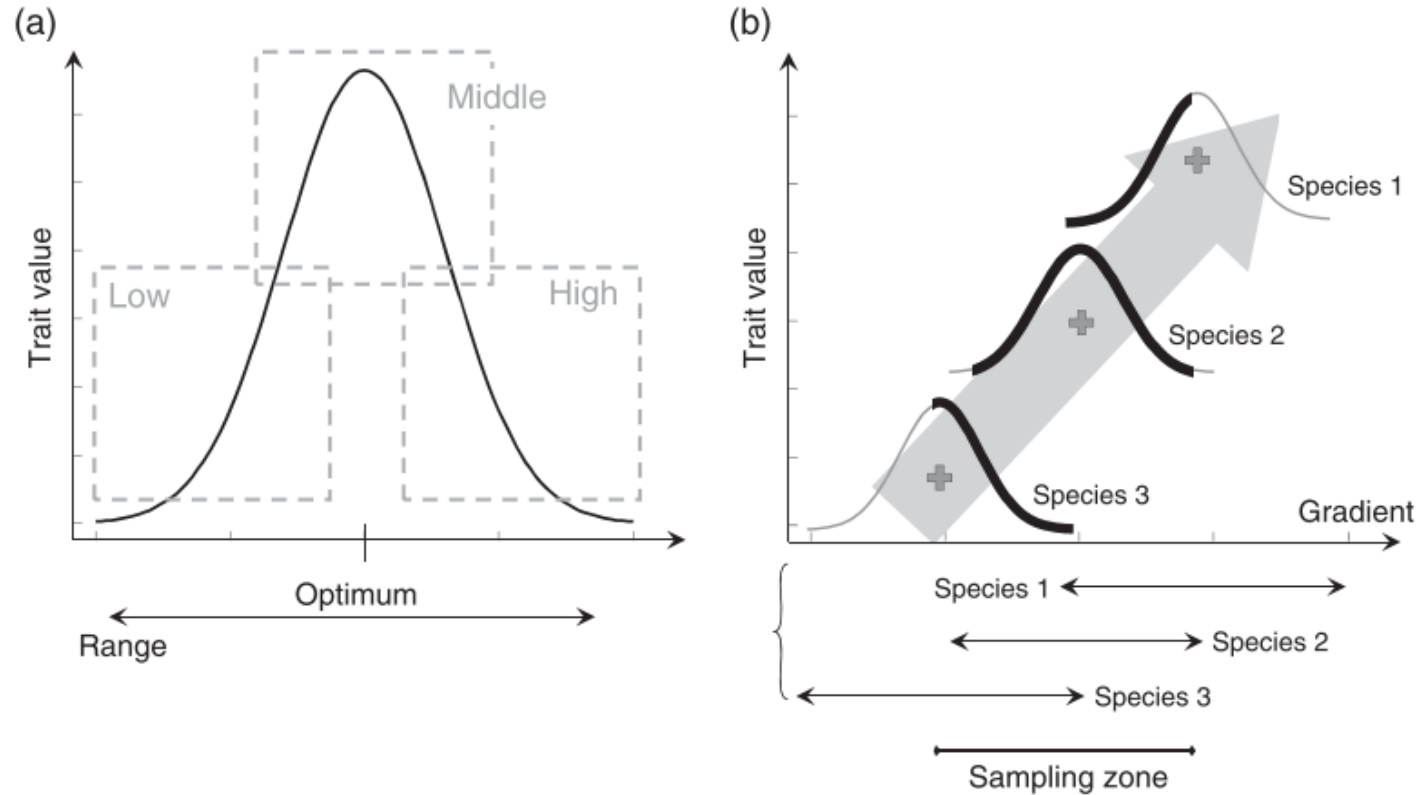 (a)
Trait value
Middle
Low
High
Optimum
Range
(b)
Trait value
Species 1
Species 2
Species 3
Gradient
Species 1
Species 2
Species 3
Sampling zone